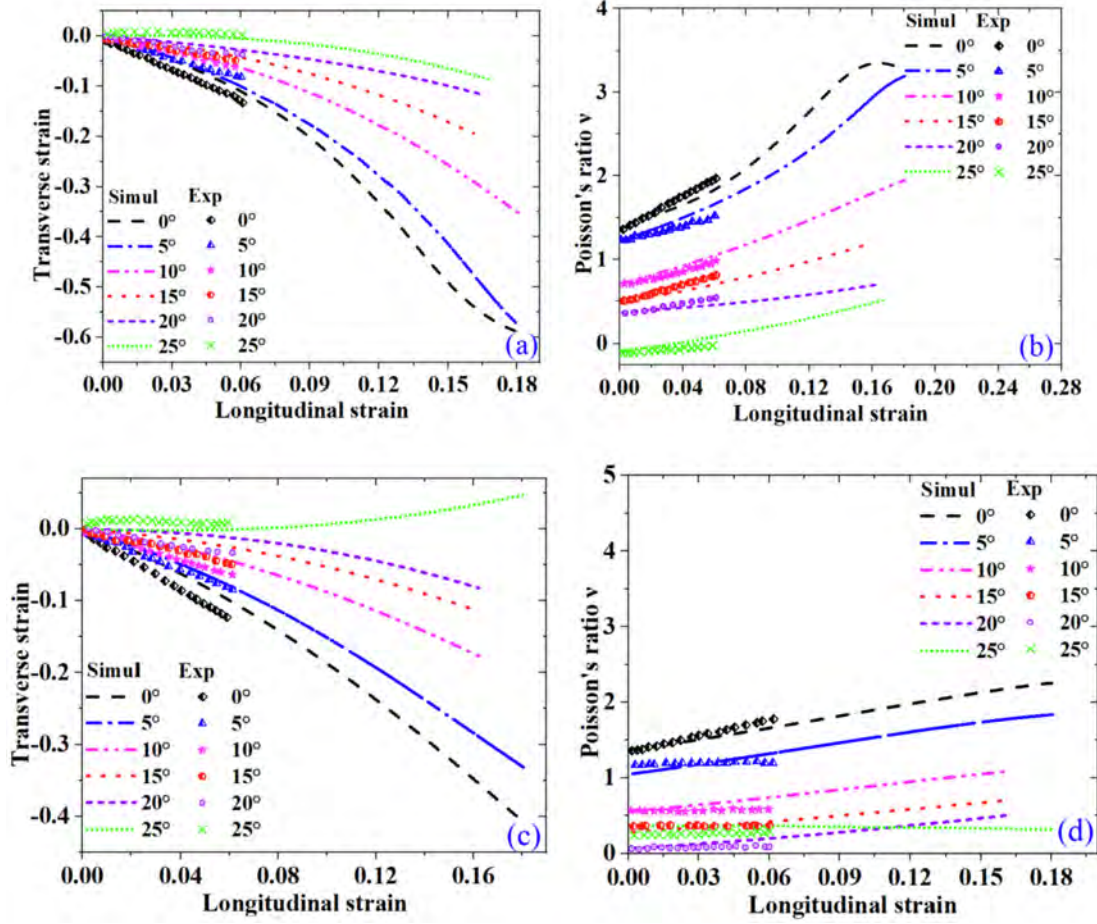 0.0
-0.1
-0.2
-0.3
-0.4
-0.5
-0.6
Transverse strain
Simul Exp
0° 0°
5° 5°
10° 10°
15° 15°
20° 20°
25° 25°
(a)
0.00 0.03 0.06 0.09 0.12 0.15 0.18
Longitudinal strain
4
3
2
1
0
Poisson's ratio ν
Simul Exp
0° 0°
5° 5°
10° 10°
15° 15°
20° 20°
25° 25°
(b)
0.00 0.04 0.08 0.12 0.16 0.20 0.24 0.28
Longitudinal strain
0.0
-0.1
-0.2
-0.3
-0.4
Transverse strain
Simul Exp
0° 0°
5° 5°
10° 10°
15° 15°
20° 20°
25° 25°
(c)
0.00 0.04 0.08 0.12 0.16
Longitudinal strain
5
4
3
2
1
0
Poisson's ratio ν
Simul Exp
0° 0°
5° 5°
10° 10°
15° 15°
20° 20°
25° 25°
(d)
0.00 0.03 0.06 0.09 0.12 0.15 0.18
Longitudinal strain